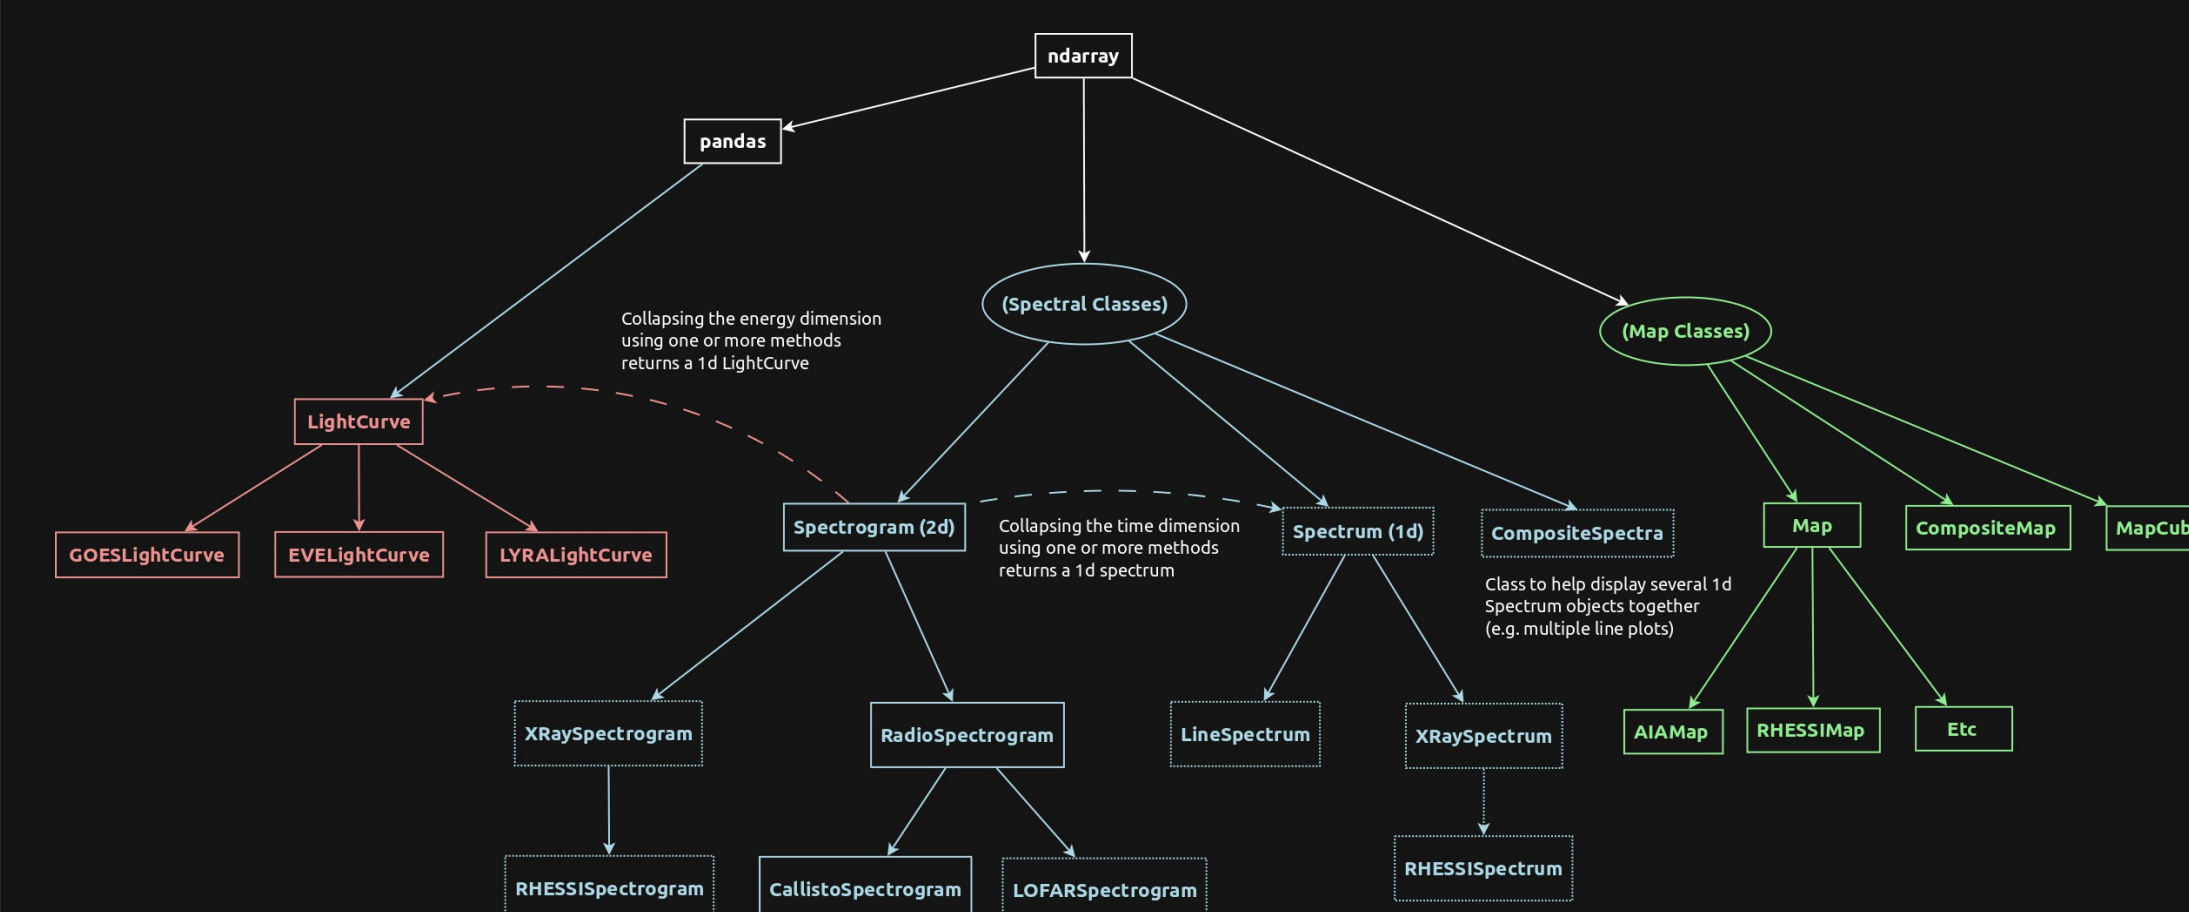 ndarray
pandas
(Spectral Classes)
(Map Classes)
Collapsing the energy dimension
using one or more methods
returns a 1d LightCurve
LightCurve
GOESLightCurve
EVELightCurve
LYRALightCurve
Spectrogram (2d)
Collapsing the time dimension
using one or more methods
returns a 1d spectrum
Spectrum (1d)
CompositeSpectra
Class to help display several 1d
Spectrum objects together
(e.g. multiple line plots)
Map
CompositeMap
MapCub
XRaySpectrogram
RadioSpectrogram
LineSpectrum
XRaySpectrum
AIAMap
RHESSIMap
Etc
RHESSISpectrogram
CallistoSpectrogram
LOFARSpectrogram
RHESSISpectrum